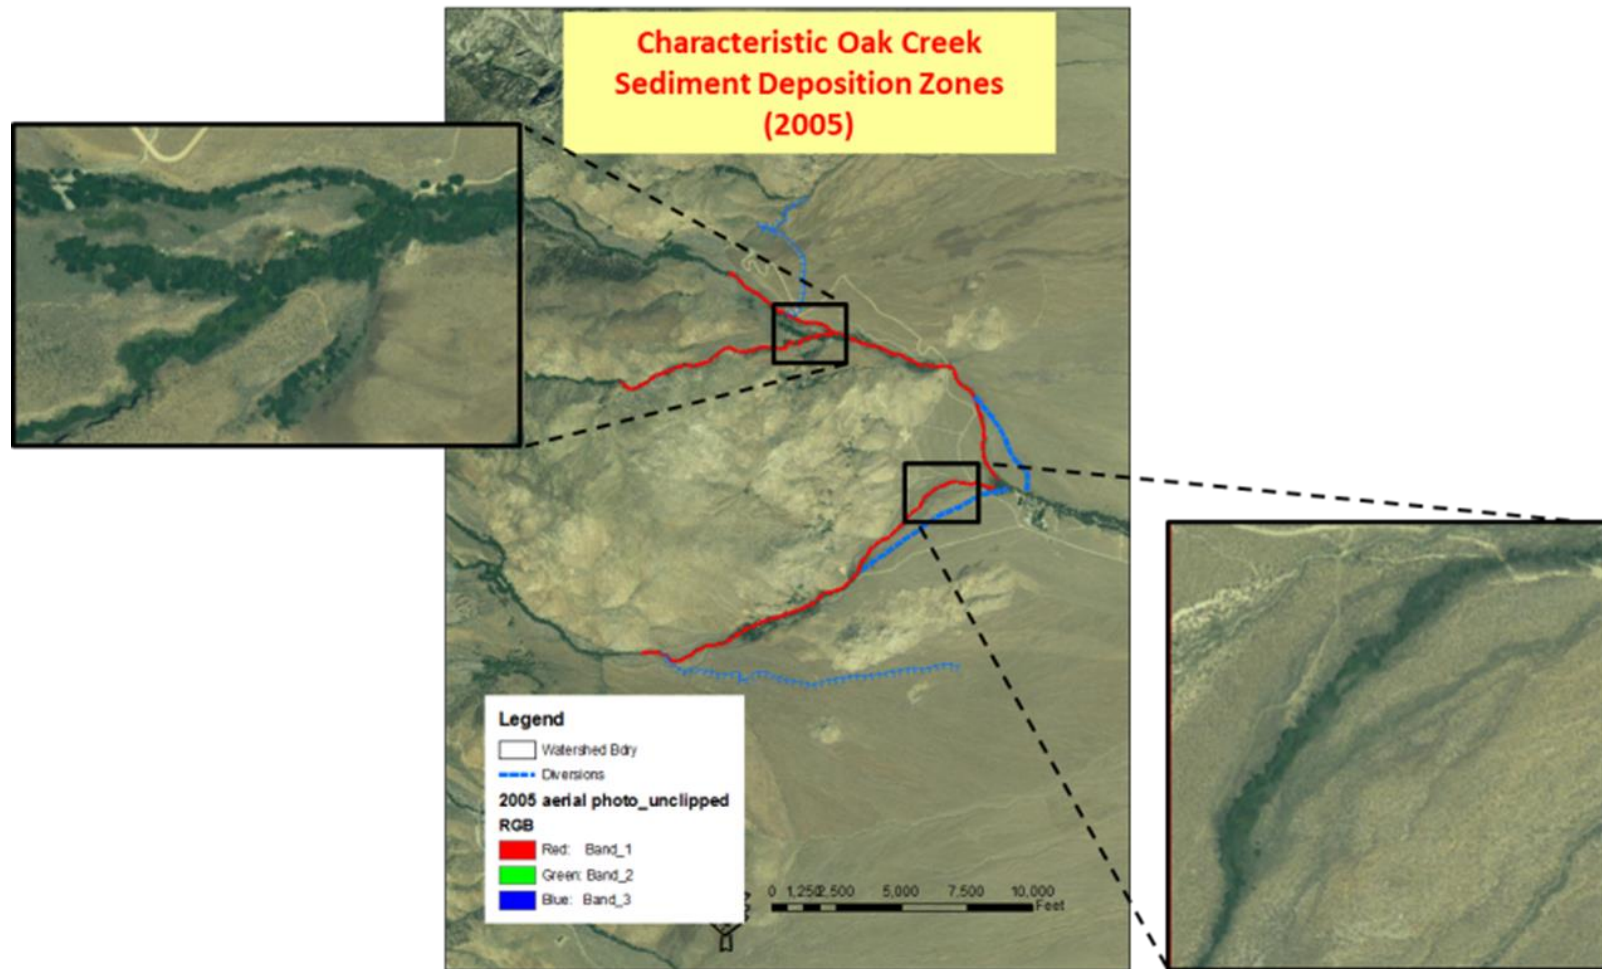 Characteristic Oak Creek
Sediment Deposition Zones
(2005)
Legend
Watershed Bdry
Diversions
2005 aerial photo_unclipped
RGB
Red: Band_1
Green: Band_2
Blue: Band_3
0 1,250 2,500 5,000 7,500 10,000
Feet